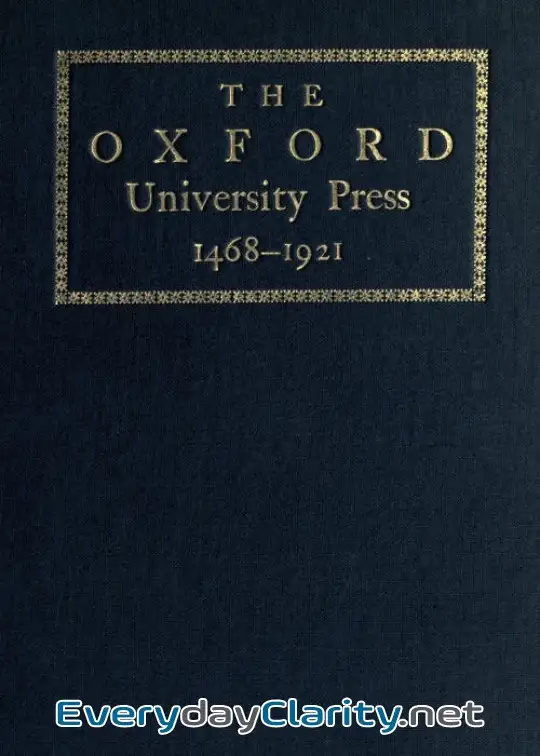 THE
OXFORD
University Press
1468–1921
EverydayClarity.net